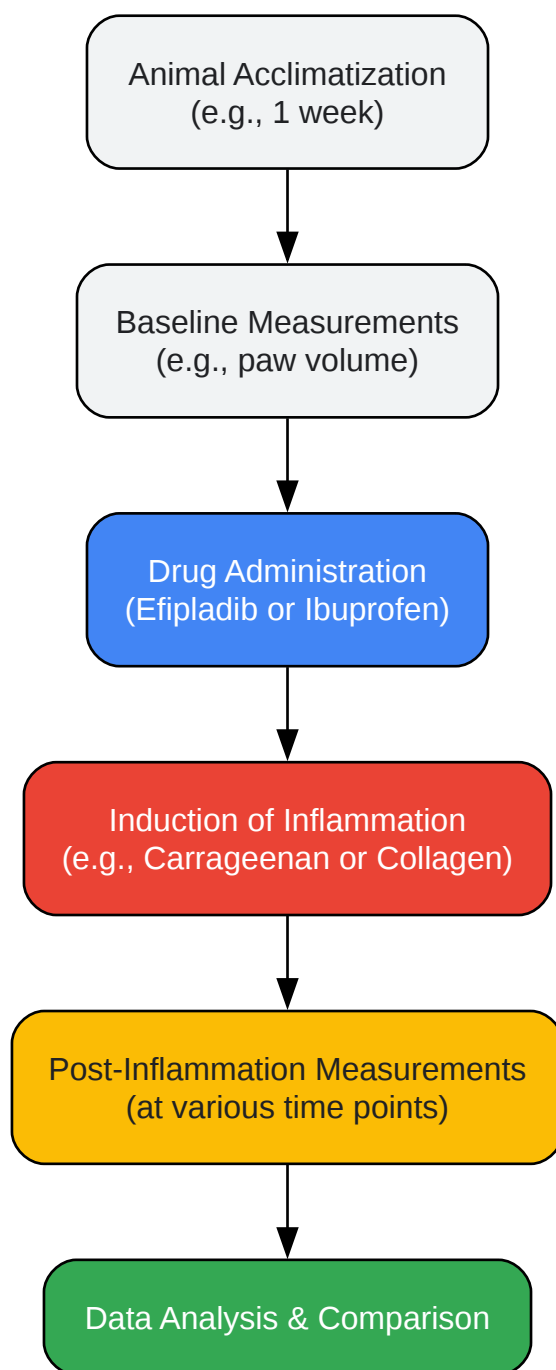 Animal Acclimatization
(e.g., 1 week)
Baseline Measurements
(e.g., paw volume)
Drug Administration
(Efipladib or Ibuprofen)
Induction of Inflammation
(e.g., Carrageenan or Collagen)
Post-Inflammation Measurements
(at various time points)
Data Analysis & Comparison